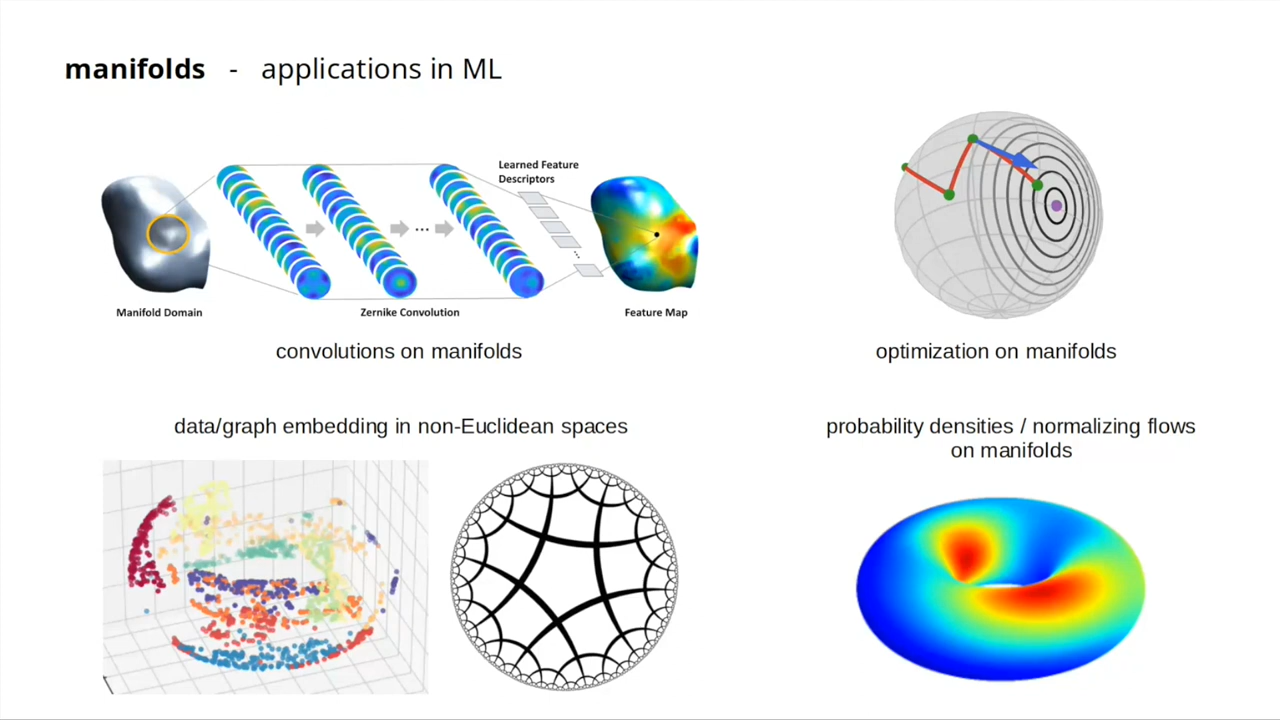 manifolds - applications in ML
Learned Feature
Descriptors
...
Manifold Domain
Zernike Convolution
Feature Map
convolutions on manifolds
optimization on manifolds
data/graph embedding in non-Euclidean spaces
probability densities / normalizing flows
on manifolds